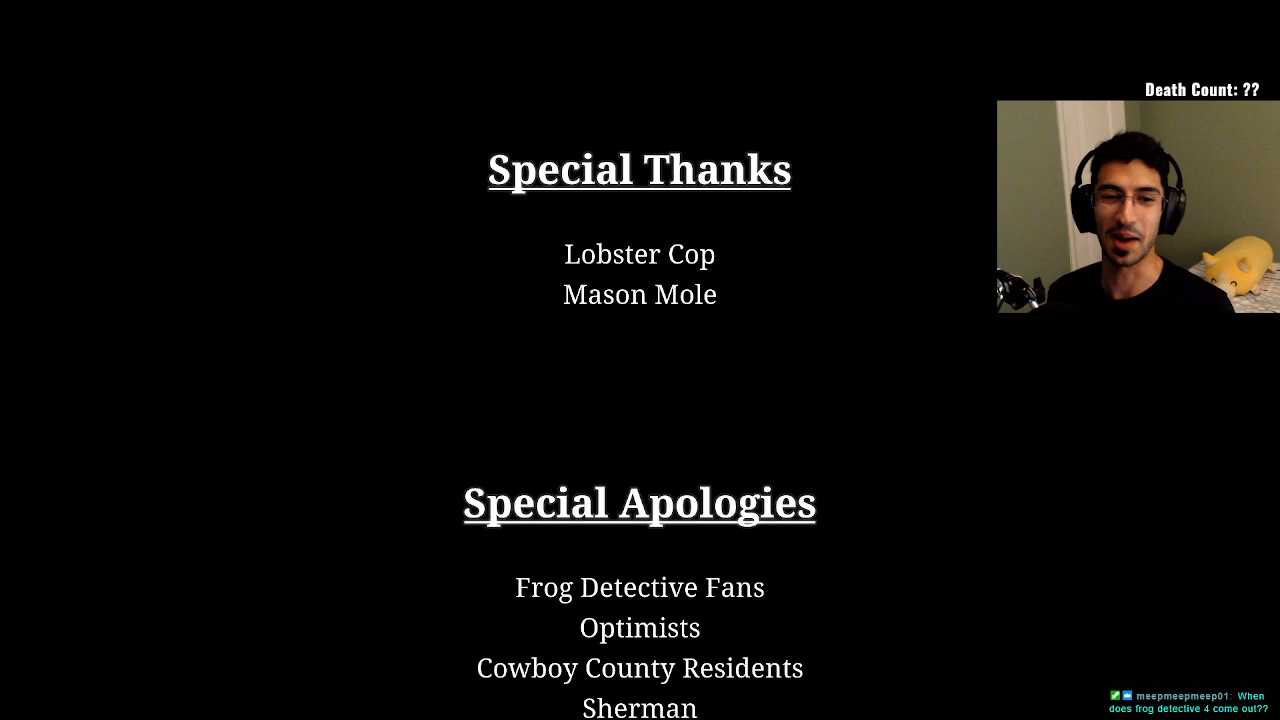 Death Count: ??
Special Thanks
Lobster Cop
Mason Mole
Special Apologies
Frog Detective Fans
Optimists
Cowboy County Residents
Sherman
meepmeepmeep01: When
does frog detective 4 come out??